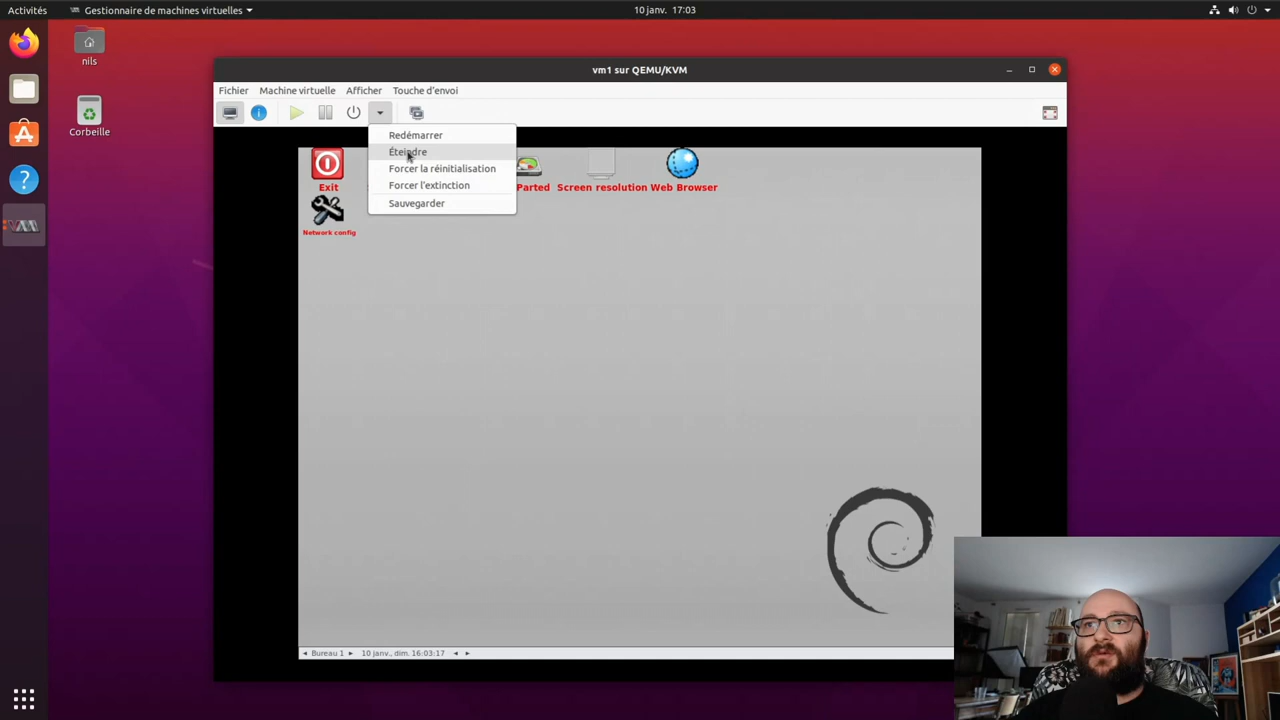 Activités
Gestionnaire de machines virtuelles
10 janv. 17:03
nils
Corbeille
vm1 sur QEMU/KVM
Fichier Machine virtuelle Afficher Touche d'envoi
Redémarrer
Éteindre
Forcer la réinitialisation
Forcer l'extinction
Sauvegarder
Exit
Parted
Screen resolution
Web Browser
Network config
Bureau 1
10 janv., dim. 16:03:17